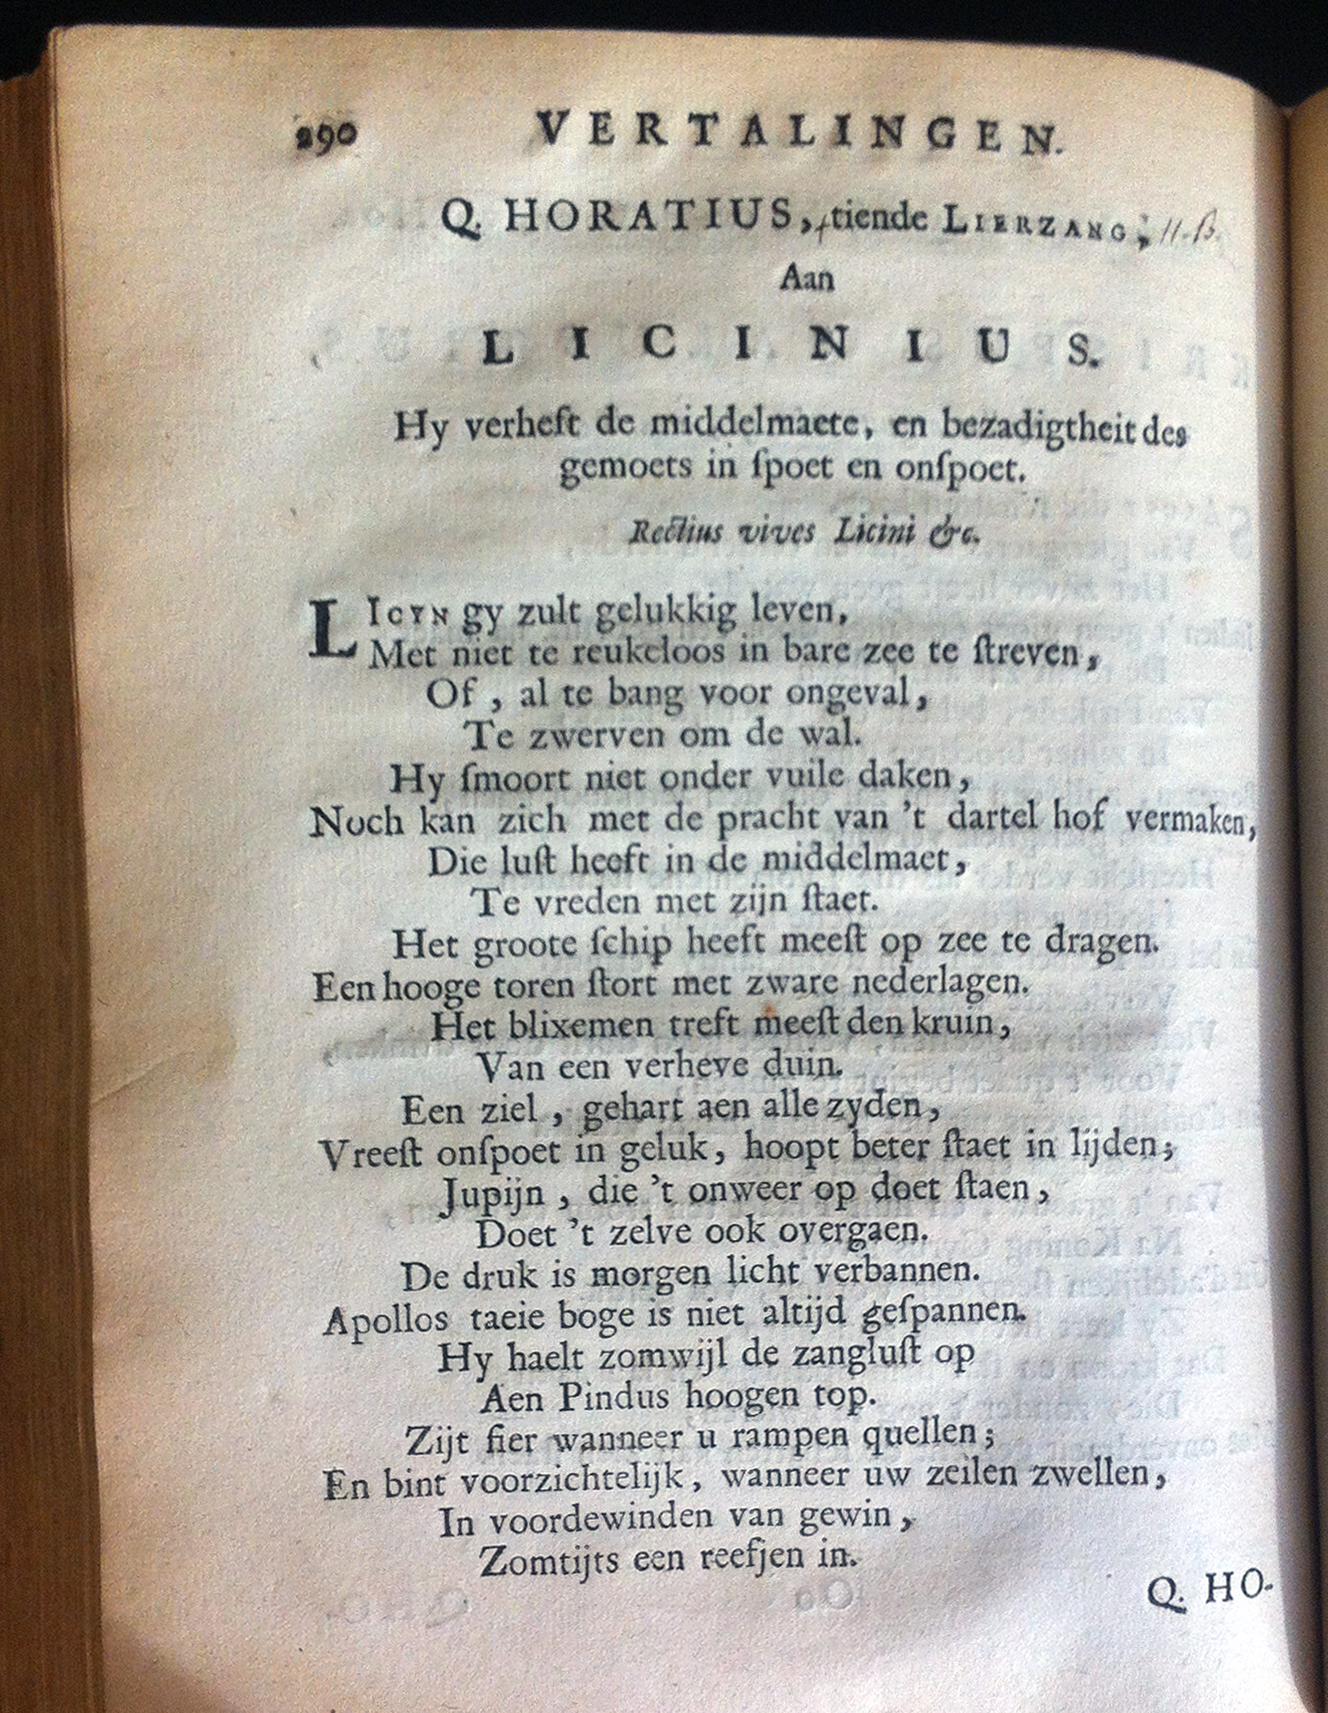 290 VERTALINGEN.
Q. HORATIUS, tiende LIERZANG, II. B.
Aan
LICINIUS.
Hy verheft de middelmaete, en bezadigtheit des
gemoets in ſpoet en onſpoet.
Rectius vives Licini &c.
LICYN gy zult gelukkig leven,
Met niet te reukeloos in bare zee te ſtreven,
Of, al te bang voor ongeval,
Te zwerven om de wal.
Hy ſmoort niet onder vuile daken,
Noch kan zich met de pracht van 't dartel hof vermaken,
Die luſt heeft in de middelmaet,
Te vreden met zijn ſtaet.
Het groote ſchip heeft meeſt op zee te dragen.
Een hooge toren ſtort met zware nederlagen.
Het blixemen treft meeſt den kruin,
Van een verheve duin.
Een ziel, gehart aen alle zyden,
Vreeſt onſpoet in geluk, hoopt beter ſtaet in lijden;
Jupijn, die 't onweer op doet ſtaen,
Doet 't zelve ook overgaen.
De druk is morgen licht verbannen.
Apollos taeie boge is niet altijd geſpannen.
Hy haelt zomwijl de zangluſt op
Aen Pindus hoogen top.
Zijt fier wanneer u rampen quellen;
En bint voorzichtelijk, wanneer uw zeilen zwellen,
In voordewinden van gewin,
Zomtijts een reefjen in.
Q. HO-